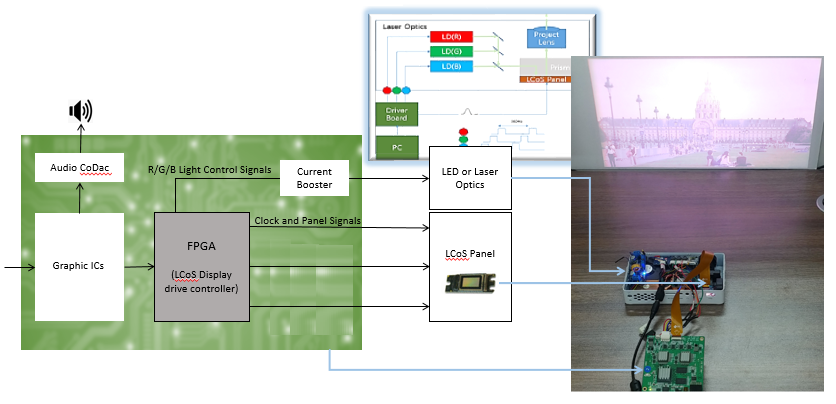 Laser Optics
LD(R)
LD(G)
LD(B)
Project
Lens
Prism
LCoS Panel
Driver
Board
PC
Audio CoDac
R/G/B Light Control Signals
Current
Booster
LED or Laser
Optics
Graphic ICs
FPGA
(LCoS Display
drive controller)
Clock and Panel Signals
LCoS Panel